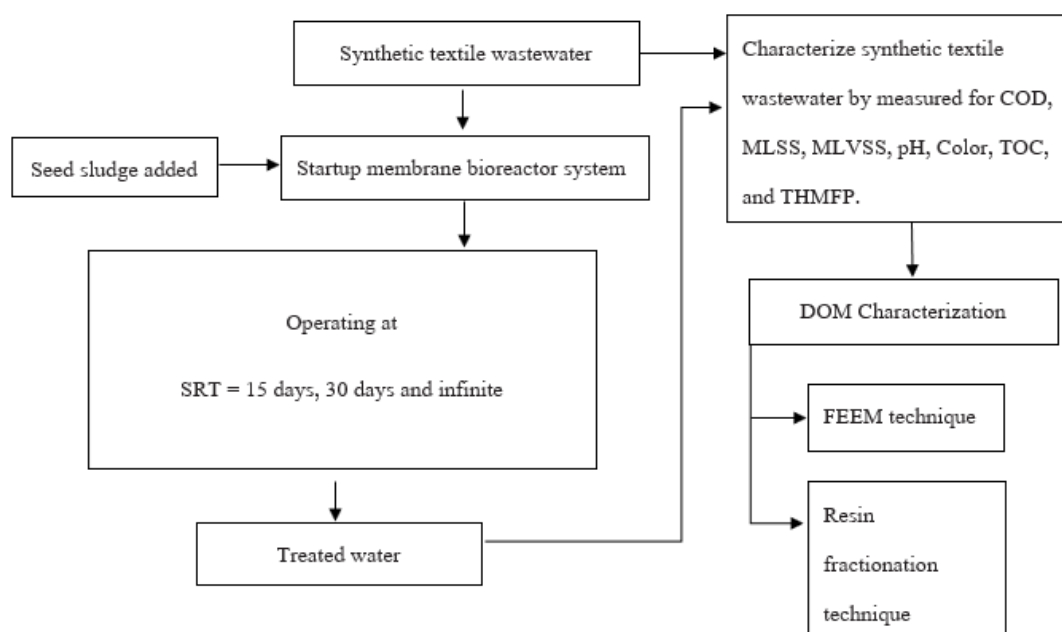 Synthetic textile wastewater
Seed sludge added
Startup membrane bioreactor system
Operating at
SRT = 15 days, 30 days and infinite
Treated water
Characterize synthetic textile
wastewater by measured for COD,
MLSS, MLVSS, pH, Color, TOC,
and THMFP.
DOM Characterization
FEEM technique
Resin
fractionation
technique